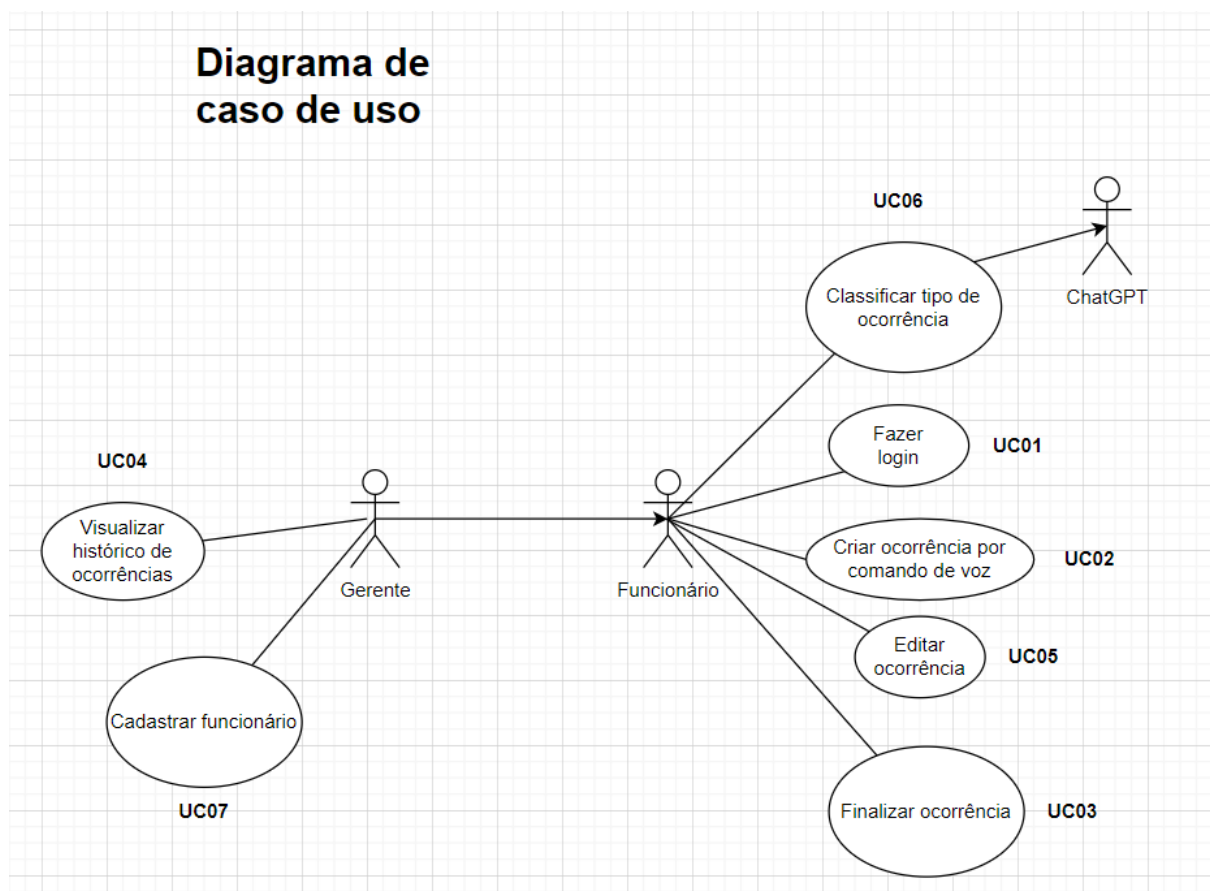 Diagrama de
caso de uso
UC06
Classificar tipo de
ocorrência
ChatGPT
Fazer
login
UC01
UC04
Visualizar
histórico de
ocorrências
Gerente
Funcionário
Criar ocorrência por
comando de voz
UC02
Editar
ocorrência
UC05
Cadastrar funcionário
UC07
Finalizar ocorrência
UC03